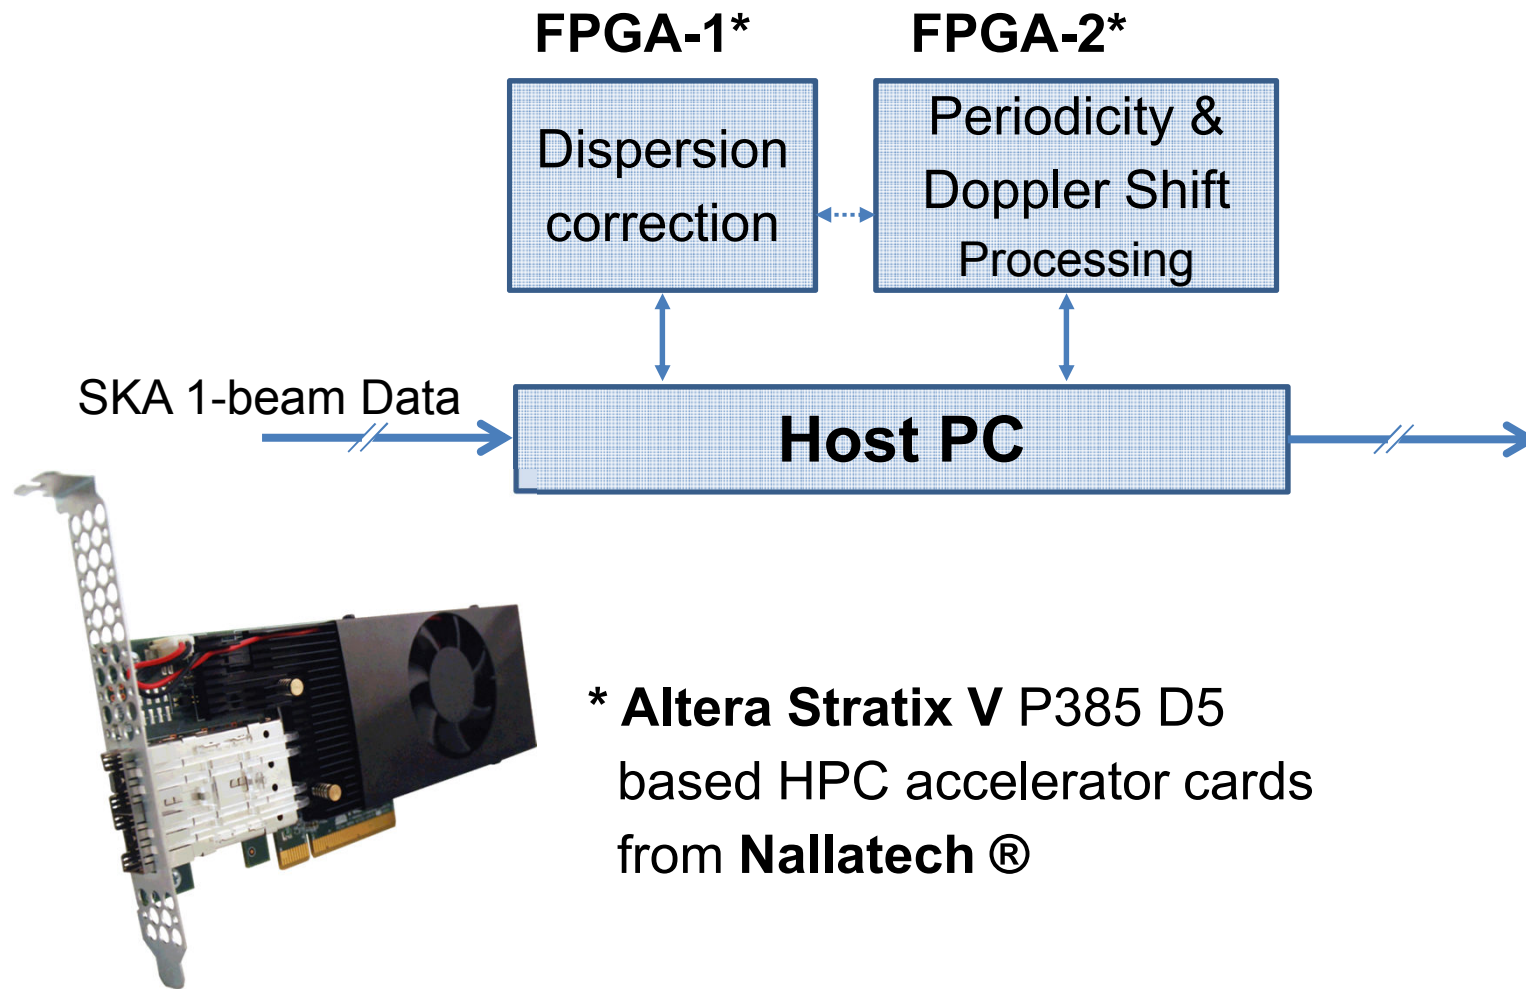 FPGA-1*
FPGA-2*
Dispersion
correction
Periodicity &
Doppler Shift
Processing
SKA 1-beam Data
Host PC
* Altera Stratix V P385 D5
based HPC accelerator cards
from Nallatech ®